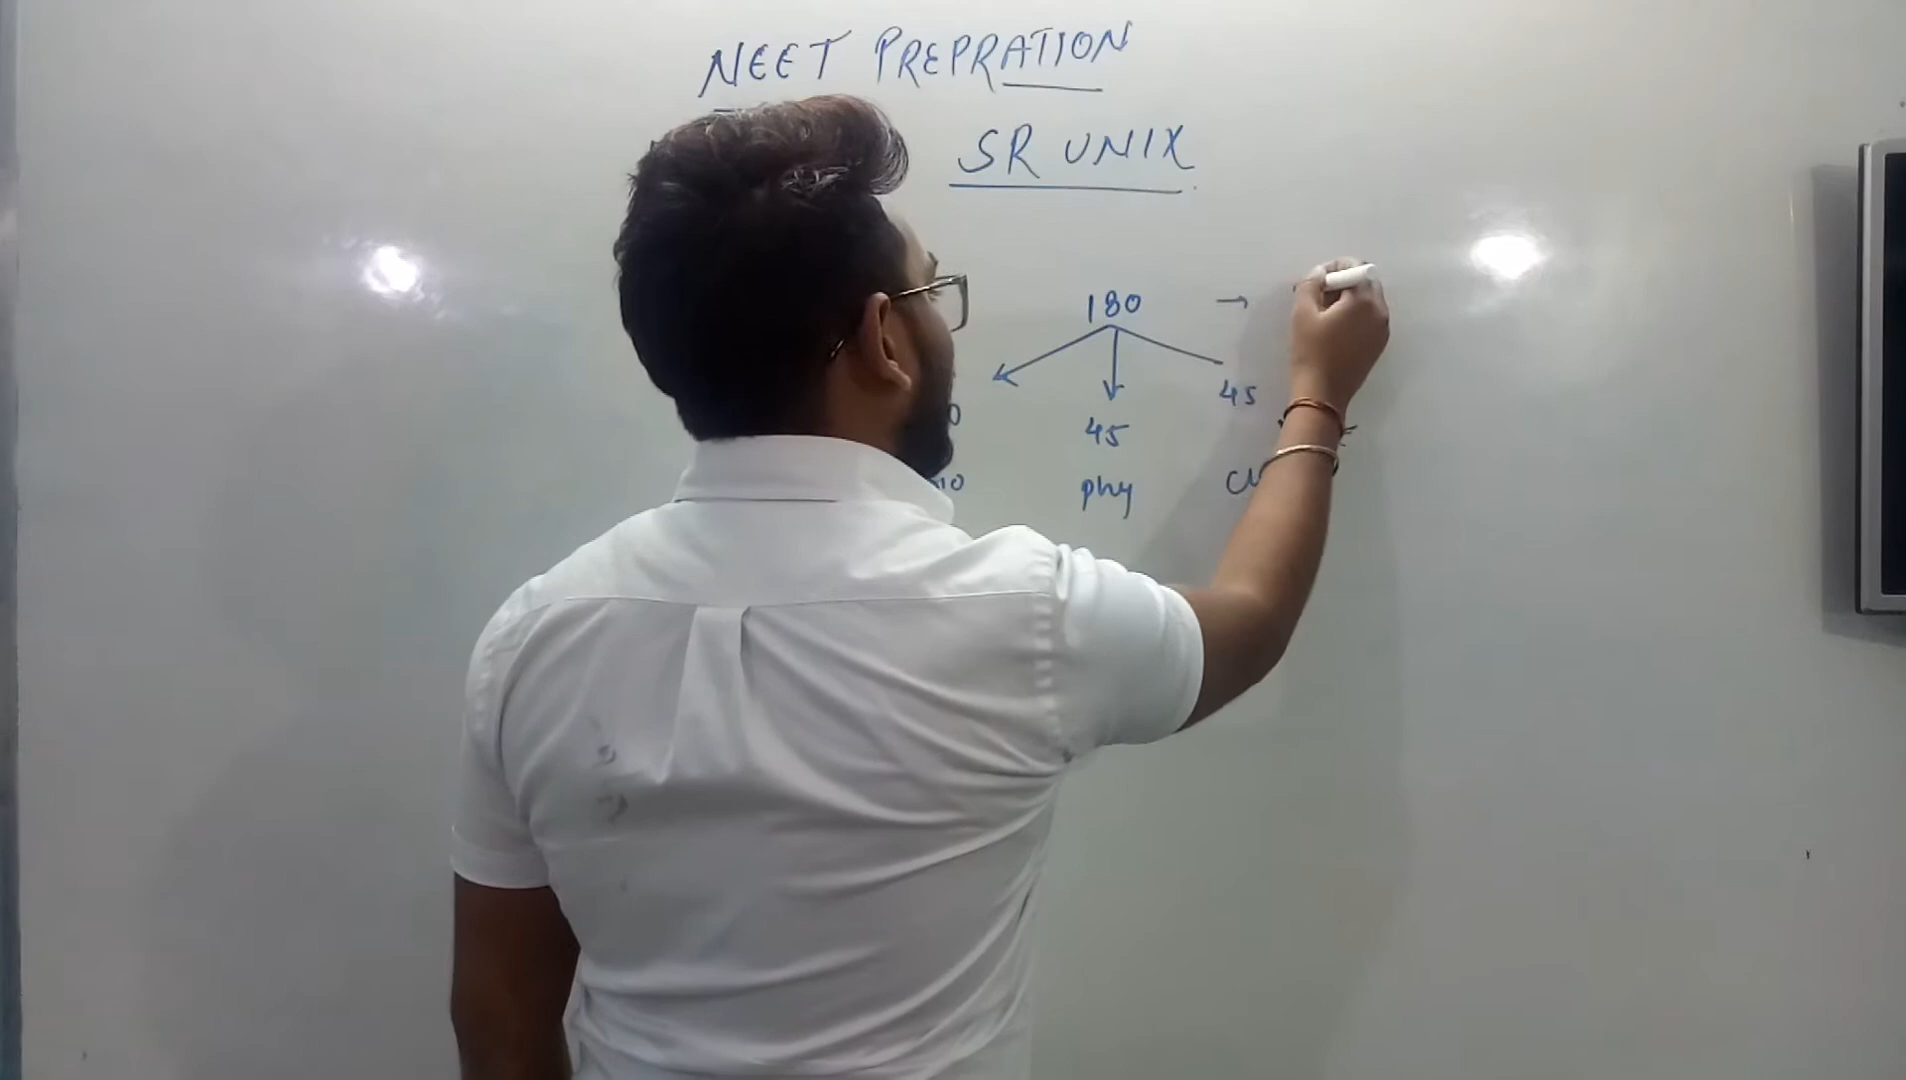 NEET PREPRATION
SR UNIX
180 →
45
45
phy